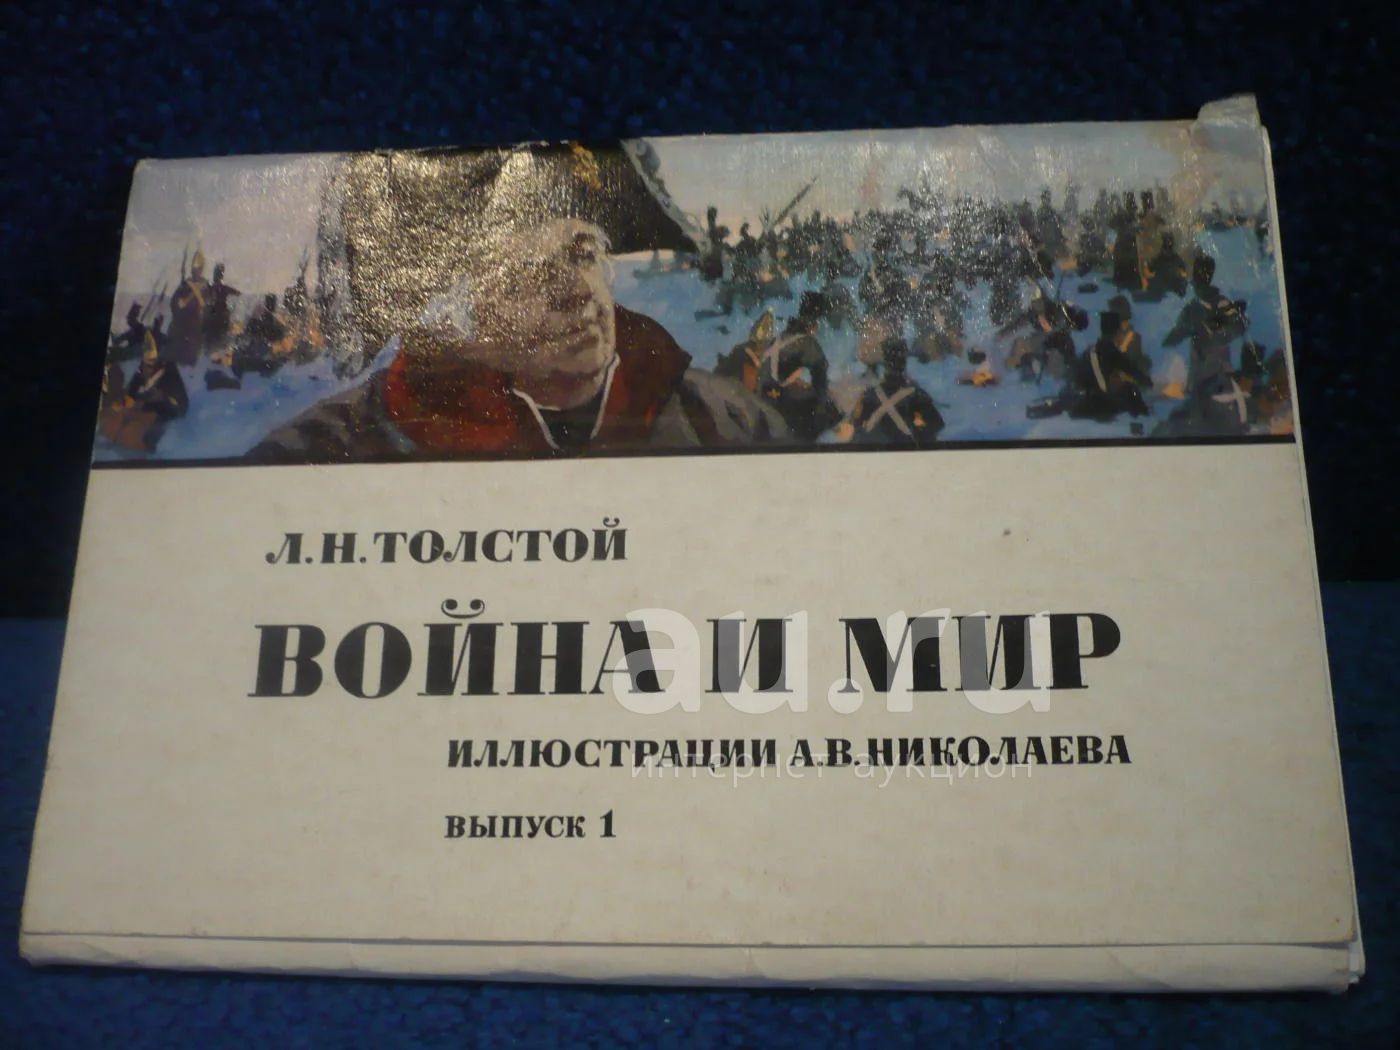 Л.Н.ТОЛСТОЙ
ВОЙНА И МИР
au.ru
ИЛЛЮСТРАЦИИ А.В.НИКОЛАЕВА
интернет-аукцион
ВЫПУСК 1